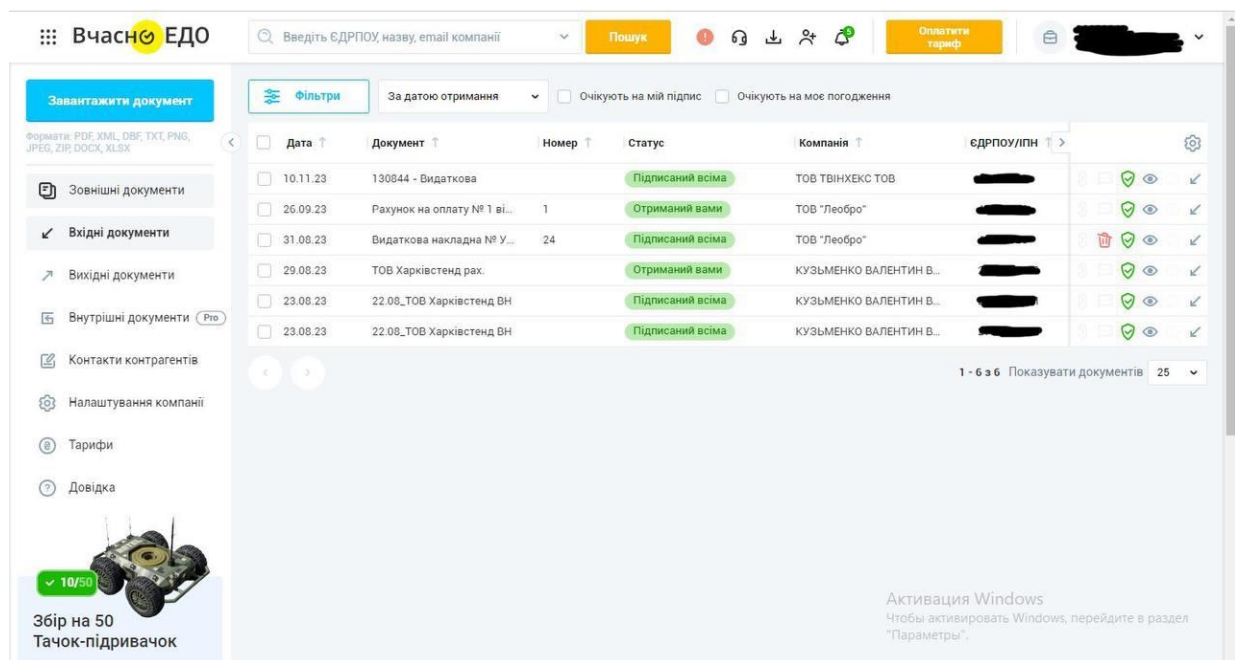 Вчасно ЕДО
Введіть ЄДРПОУ, назву, email компанії
Пошук
5
Оплатити
тариф
Завантажити документ
Формати: PDF, XML, DBF, TXT, PNG,
JPEG, ZIP, DOCX, XLSX
Зовнішні документи
Вхідні документи
Вихідні документи
Внутрішні документи Pro
Контакти контрагентів
Налаштування компанії
Тарифи
Довідка
10/50
Збір на 50
Тачок-підривачок
Фільтри За датою отримання Очікують на мій підпис Очікують на моє погодження
Дата Документ Номер Статус Компанія ЄДРПОУ/ІПН
10.11.23 130844 - Видаткова Підписаний всіма ТОВ ТВІНХЕКС ТОВ
26.09.23 Рахунок на оплату № 1 ві... 1 Отриманий вами ТОВ "Леобро"
31.08.23 Видаткова накладна № У... 24 Підписаний всіма ТОВ "Леобро"
29.08.23 ТОВ Харківстенд рах. Отриманий вами КУЗЬМЕНКО ВАЛЕНТИН В...
23.08.23 22.08_ТОВ Харківстенд ВН Підписаний всіма КУЗЬМЕНКО ВАЛЕНТИН В...
23.08.23 22.08_ТОВ Харківстенд ВН Підписаний всіма КУЗЬМЕНКО ВАЛЕНТИН В...
1 - 6 з 6 Показувати документів 25
Активация Windows
Чтобы активировать Windows, перейдите в раздел
"Параметры".